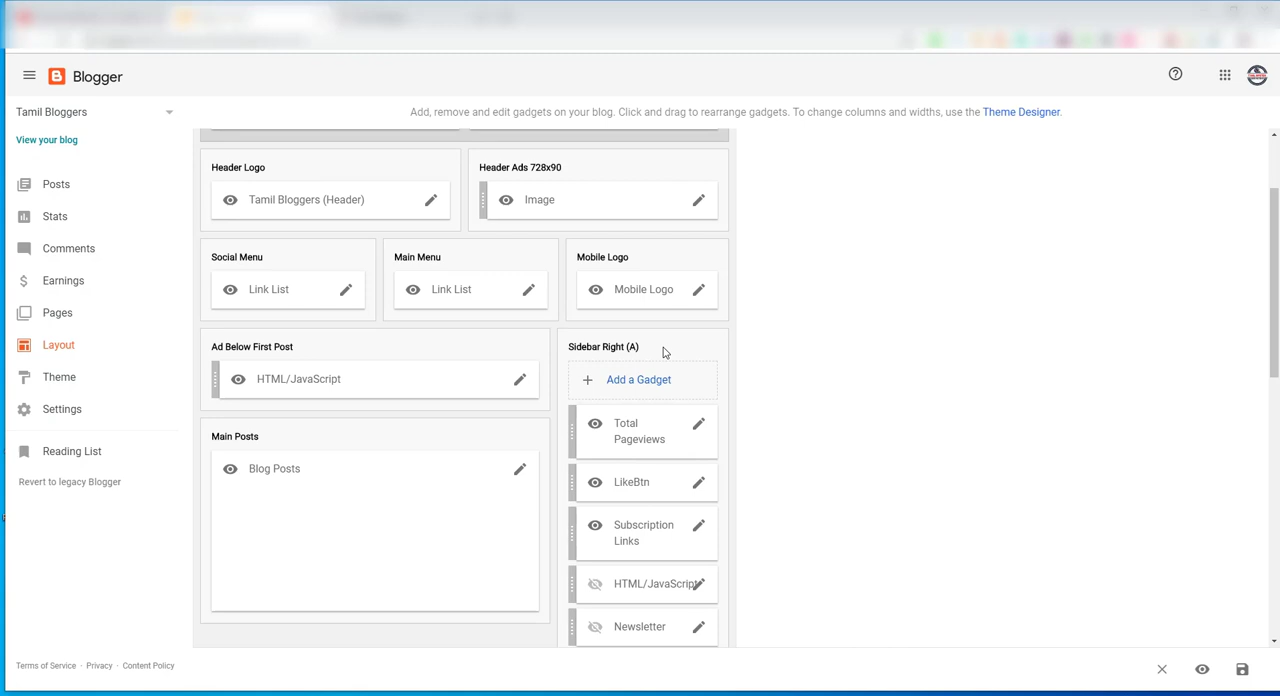 Blogger
Tamil Bloggers
Add, remove and edit gadgets on your blog. Click and drag to rearrange gadgets. To change columns and widths, use the Theme Designer.
View your blog
Posts
Stats
Comments
Earnings
Pages
Layout
Theme
Settings
Reading List
Revert to legacy Blogger
Header Logo
Tamil Bloggers (Header)
Header Ads 728x90
Image
Social Menu
Link List
Main Menu
Link List
Mobile Logo
Mobile Logo
Ad Below First Post
HTML/JavaScript
Main Posts
Blog Posts
Sidebar Right (A)
Add a Gadget
Total
Pageviews
LikeBtn
Subscription
Links
HTML/JavaScript
Newsletter
Terms of Service · Privacy · Content Policy